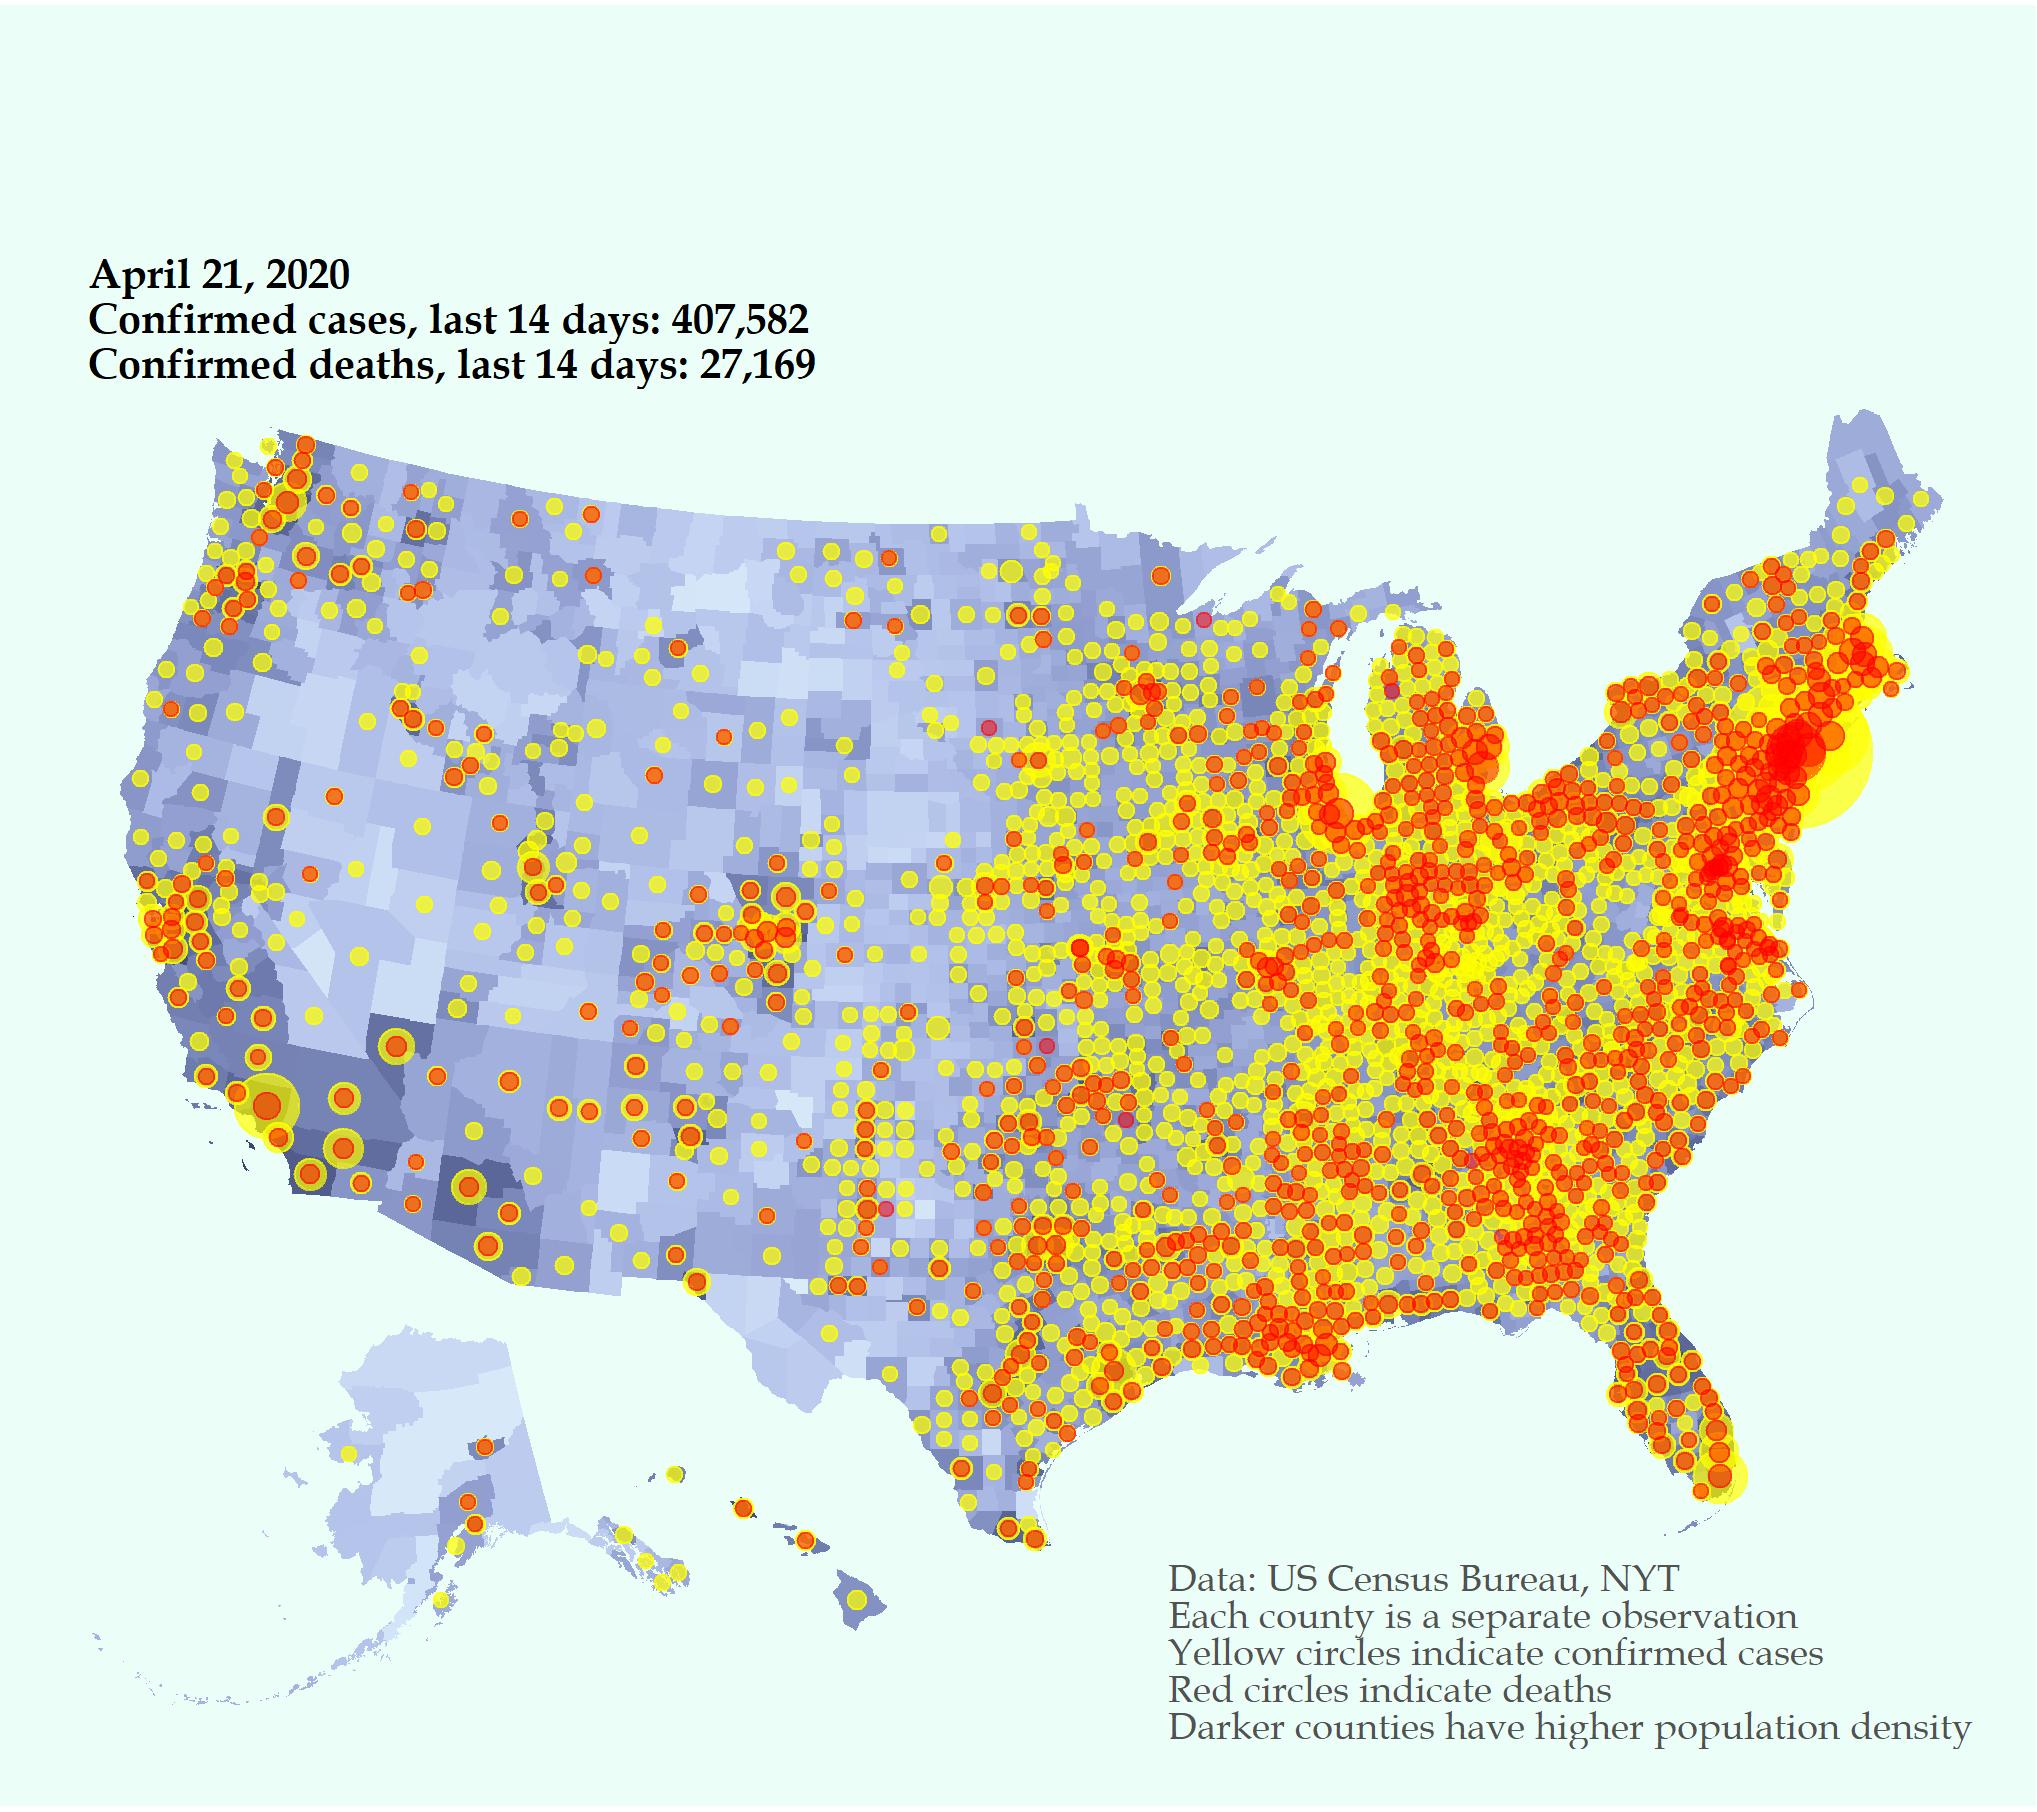 April 21, 2020
Confirmed cases, last 14 days: 407,582
Confirmed deaths, last 14 days: 27,169
Data: US Census Bureau, NYT
Each county is a separate observation
Yellow circles indicate confirmed cases
Red circles indicate deaths
Darker counties have higher population density